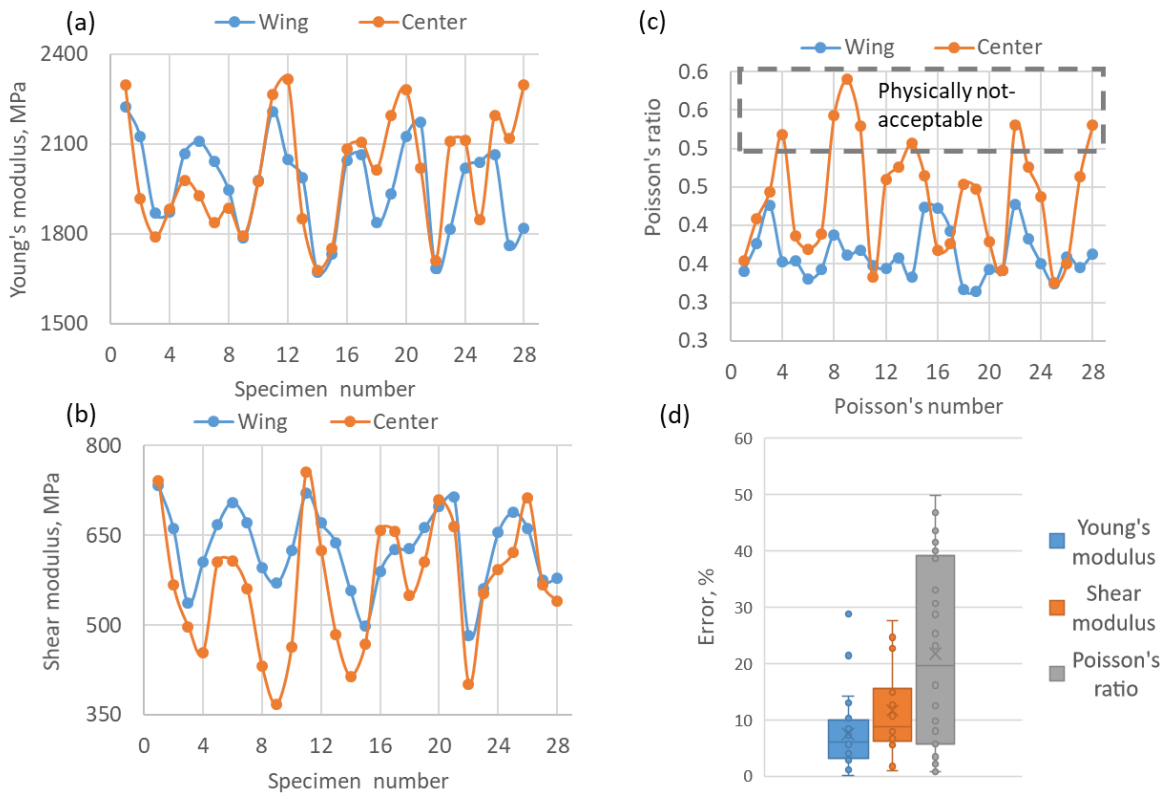 (a)
Wing
Center
Young's modulus, MPa
2400
2100
1800
1500
0 4 8 12 16 20 24 28
Specimen number
(b)
Wing
Center
Shear modulus, MPa
800
650
500
350
0 4 8 12 16 20 24 28
Specimen number
(c)
Wing
Center
Poisson's ratio
0.6
0.6
0.5
0.5
0.4
0.4
0.3
0.3
Physically not-
acceptable
0 4 8 12 16 20 24 28
Poisson's number
(d)
Error, %
60
50
40
30
20
10
0
Young's
modulus
Shear
modulus
Poisson's
ratio